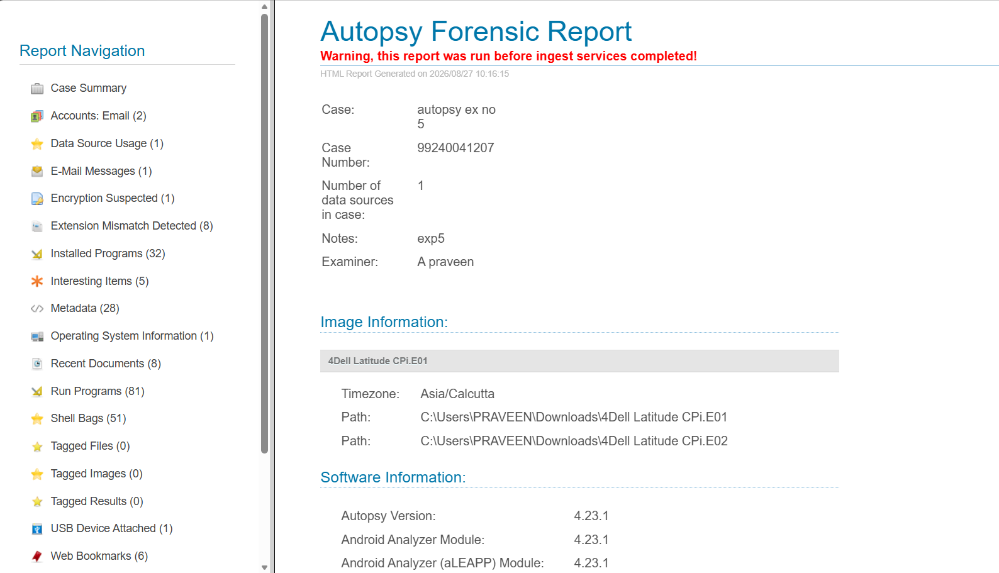 Report Navigation
Case Summary
Accounts: Email (2)
Data Source Usage (1)
E-Mail Messages (1)
Encryption Suspected (1)
Extension Mismatch Detected (8)
Installed Programs (32)
Interesting Items (5)
Metadata (28)
Operating System Information (1)
Recent Documents (8)
Run Programs (81)
Shell Bags (51)
Tagged Files (0)
Tagged Images (0)
Tagged Results (0)
USB Device Attached (1)
Web Bookmarks (6)
Autopsy Forensic Report
Warning, this report was run before ingest services completed!
HTML Report Generated on 2026/08/27 10:16:15
Case: autopsy ex no
5
Case 99240041207
Number:
Number of 1
data sources
in case:
Notes: exp5
Examiner: A praveen
Image Information:
4Dell Latitude CPi.E01
Timezone: Asia/Calcutta
Path: C:\Users\PRAVEEN\Downloads\4Dell Latitude CPi.E01
Path: C:\Users\PRAVEEN\Downloads\4Dell Latitude CPi.E02
Software Information:
Autopsy Version: 4.23.1
Android Analyzer Module: 4.23.1
Android Analyzer (aLEAPP) Module: 4.23.1